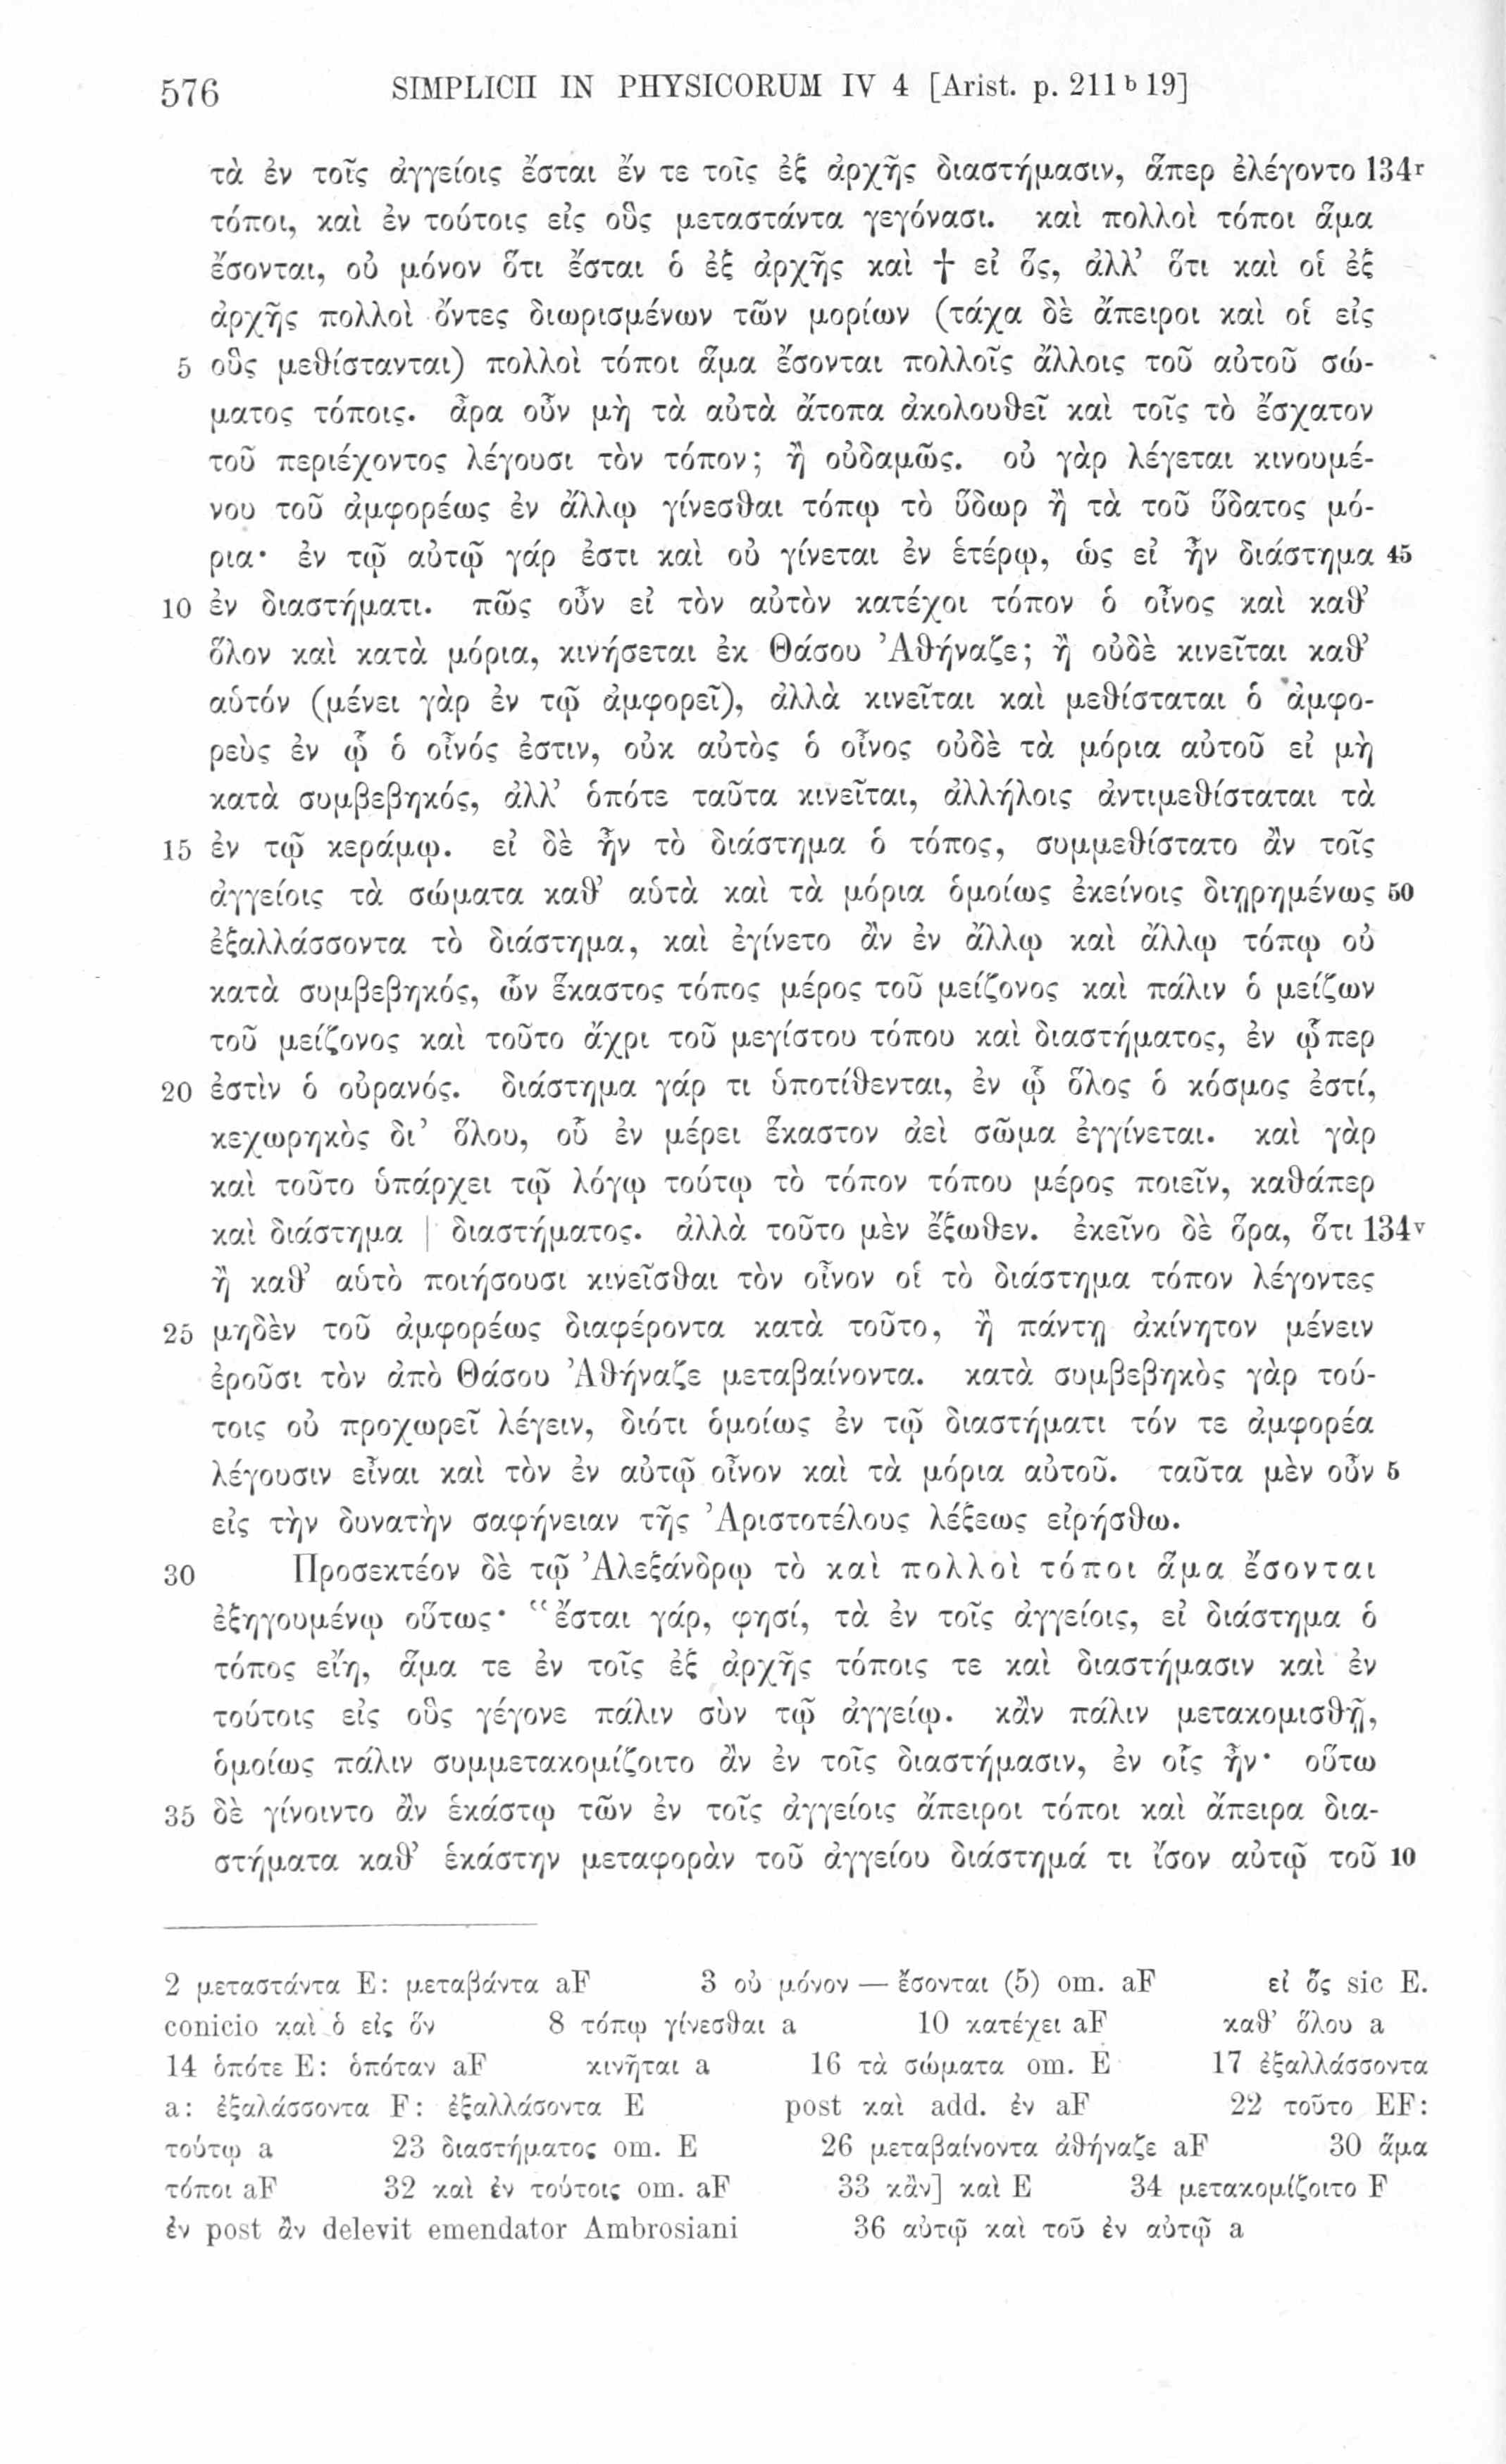 576 SIMPLICII IN PHYSICORUM IV 4 [Arist. p. 211 b 19]
τὰ ἐν τοῖς ἀγγείοις ἔσται ἔν τε τοῖς ἐξ ἀρχῆς διαστήμασιν, ἅπερ ἐλέγοντο 134r
τόποι, καὶ ἐν τούτοις εἰς οὓς μεταστάντα γεγόνασι. καὶ πολλοὶ τόποι ἅμα
ἔσονται, οὐ μόνον ὅτι ἔσται ὁ ἐξ ἀρχῆς καὶ † εἰ ὅς, ἀλλ’ ὅτι καὶ οἱ ἐξ
ἀρχῆς πολλοὶ ὄντες διωρισμένων τῶν μορίων (τάχα δὲ ἄπειροι καὶ οἱ εἰς
5 οὓς μεθίστανται) πολλοὶ τόποι ἅμα ἔσονται πολλοῖς ἄλλοις τοῦ αὐτοῦ σώ-
ματος τόποις. ἆρα οὖν μὴ τὰ αὐτὰ ἄτοπα ἀκολουθεῖ καὶ τοῖς τὸ ἔσχατον
τοῦ περιέχοντος λέγουσι τὸν τόπον; ἢ οὐδαμῶς. οὐ γὰρ λέγεται κινουμέ-
νου τοῦ ἀμφορέως ἐν ἄλλῳ γίνεσθαι τόπῳ τὸ ὕδωρ ἢ τὰ τοῦ ὕδατος μό-
ρια· ἐν τῷ αὐτῷ γάρ ἐστι καὶ οὐ γίνεται ἐν ἑτέρῳ, ὡς εἰ ἦν διάστημα 45
10 ἐν διαστήματι. πῶς οὖν εἰ τὸν αὐτὸν κατέχοι τόπον ὁ οἶνος καὶ καθ’
ὅλον καὶ κατὰ μόρια, κινήσεται ἐκ Θάσου Ἀθήναζε; ἢ οὐδὲ κινεῖται καθ’
αὑτόν (μένει γὰρ ἐν τῷ ἀμφορεῖ), ἀλλὰ κινεῖται καὶ μεθίσταται ὁ ἀμφο-
ρεὺς ἐν ᾧ ὁ οἶνός ἐστιν, οὐκ αὐτὸς ὁ οἶνος οὐδὲ τὰ μόρια αὐτοῦ εἰ μὴ
κατὰ συμβεβηκός, ἀλλ’ ὁπότε ταῦτα κινεῖται, ἀλλήλοις ἀντιμεθίσταται τὰ
15 ἐν τῷ κεράμῳ. εἰ δὲ ἦν τὸ διάστημα ὁ τόπος, συμμεθίστατο ἂν τοῖς
ἀγγείοις τὰ σώματα καθ’ αὑτὰ καὶ τὰ μόρια ὁμοίως ἐκείνοις διῃρημένως 50
ἐξαλλάσσοντα τὸ διάστημα, καὶ ἐγίνετο ἂν ἐν ἄλλῳ καὶ ἄλλῳ τόπῳ οὐ
κατὰ συμβεβηκός, ὧν ἕκαστος τόπος μέρος τοῦ μείζονος καὶ πάλιν ὁ μείζων
τοῦ μείζονος καὶ τοῦτο ἄχρι τοῦ μεγίστου τόπου καὶ διαστήματος, ἐν ᾧπερ
20 ἐστὶν ὁ οὐρανός. διάστημα γάρ τι ὑποτίθενται, ἐν ᾧ ὅλος ὁ κόσμος ἐστί,
κεχωρηκὸς δι’ ὅλου, οὗ ἐν μέρει ἕκαστον ἀεὶ σῶμα ἐγγίνεται. καὶ γὰρ
καὶ τοῦτο ὑπάρχει τῷ λόγῳ τούτῳ τὸ τόπον τόπου μέρος ποιεῖν, καθάπερ
καὶ διάστημα | διαστήματος. ἀλλὰ τοῦτο μὲν ἔξωθεν. ἐκεῖνο δὲ ὅρα, ὅτι 134v
ἢ καθ’ αὑτὸ ποιήσουσι κινεῖσθαι τὸν οἶνον οἱ τὸ διάστημα τόπον λέγοντες
25 μηδὲν τοῦ ἀμφορέως διαφέροντα κατὰ τοῦτο, ἢ πάντῃ ἀκίνητον μένειν
ἐροῦσι τὸν ἀπὸ Θάσου Ἀθήναζε μεταβαίνοντα. κατὰ συμβεβηκὸς γὰρ τού-
τοις οὐ προχωρεῖ λέγειν, διότι ὁμοίως ἐν τῷ διαστήματι τόν τε ἀμφορέα
λέγουσιν εἶναι καὶ τὸν ἐν αὐτῷ οἶνον καὶ τὰ μόρια αὐτοῦ. ταῦτα μὲν οὖν 5
εἰς τὴν δυνατὴν σαφήνειαν τῆς Ἀριστοτέλους λέξεως εἰρήσθω.
30 Προσεκτέον δὲ τῷ Ἀλεξάνδρῳ τὸ καὶ πολλοὶ τόποι ἅμα ἔσονται
ἐξηγουμένῳ οὕτως· “ἔσται γάρ, φησί, τὰ ἐν τοῖς ἀγγείοις, εἰ διάστημα ὁ
τόπος εἴη, ἅμα τε ἐν τοῖς ἐξ ἀρχῆς τόποις τε καὶ διαστήμασιν καὶ ἐν
τούτοις εἰς οὓς γέγονε πάλιν σὺν τῷ ἀγγείῳ. κἂν πάλιν μετακομισθῇ,
ὁμοίως πάλιν συμμετακομίζοιτο ἂν ἐν τοῖς διαστήμασιν, ἐν οἷς ἦν· οὕτω
35 δὲ γίνοιντο ἂν ἑκάστῳ τῶν ἐν τοῖς ἀγγείοις ἄπειροι τόποι καὶ ἄπειρα δια-
στήματα καθ’ ἑκάστην μεταφορὰν τοῦ ἀγγείου διάστημά τι ἴσον αὐτῷ τοῦ 10
2 μεταστάντα E: μεταβάντα aF 3 οὐ μόνον — ἔσονται (5) om. aF εἰ ὅς sic E.
conicio καὶ ὁ εἰς ὅν 8 τόπῳ γίνεσθαι a 10 κατέχει aF καθ’ ὅλου a
14 ὁπότε E: ὁπόταν aF κινῆται a 16 τὰ σώματα om. E 17 ἐξαλλάσσοντα
a: ἐξαλάσσοντα F: ἐξαλλάσοντα E post καὶ add. ἐν aF 22 τοῦτο EF:
τούτῳ a 23 διαστήματος om. E 26 μεταβαίνοντα ἀθήναζε aF 30 ἅμα
τόποι aF 32 καὶ ἐν τούτοις om. aF 33 κἂν] καὶ E 34 μετακομίζοιτο F
ἐν post ἂν delevit emendator Ambrosiani 36 αὐτῷ καὶ τοῦ ἐν αὐτῷ a